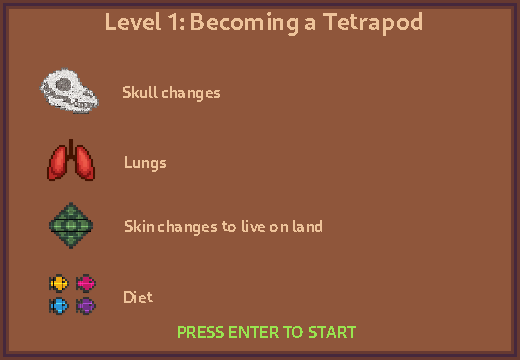 Level 1: Becoming a Tetrapod
Skull changes
Lungs
Skin changes to live on land
Diet
PRESS ENTER TO START